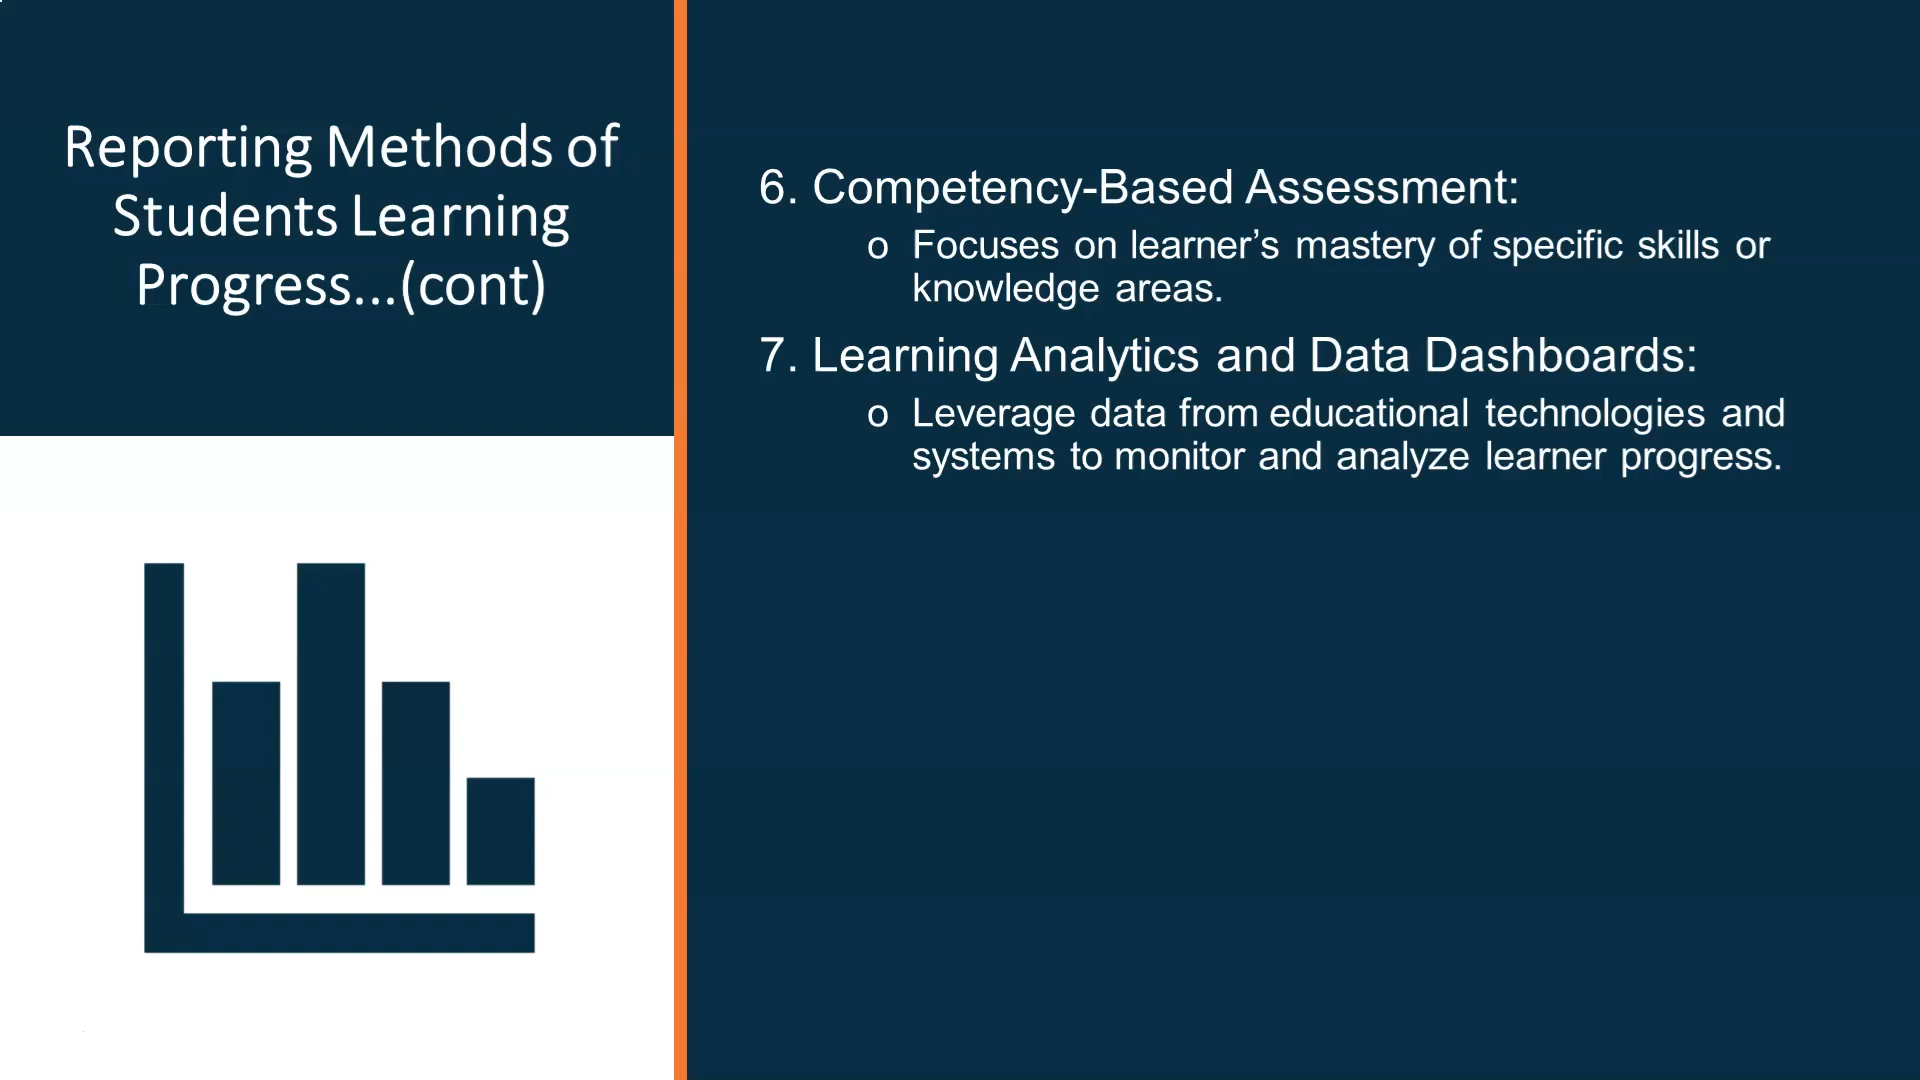 Reporting Methods of
Students Learning
Progress...(cont)
6. Competency-Based Assessment:
o Focuses on learner’s mastery of specific skills or
knowledge areas.
7. Learning Analytics and Data Dashboards:
o Leverage data from educational technologies and
systems to monitor and analyze learner progress.